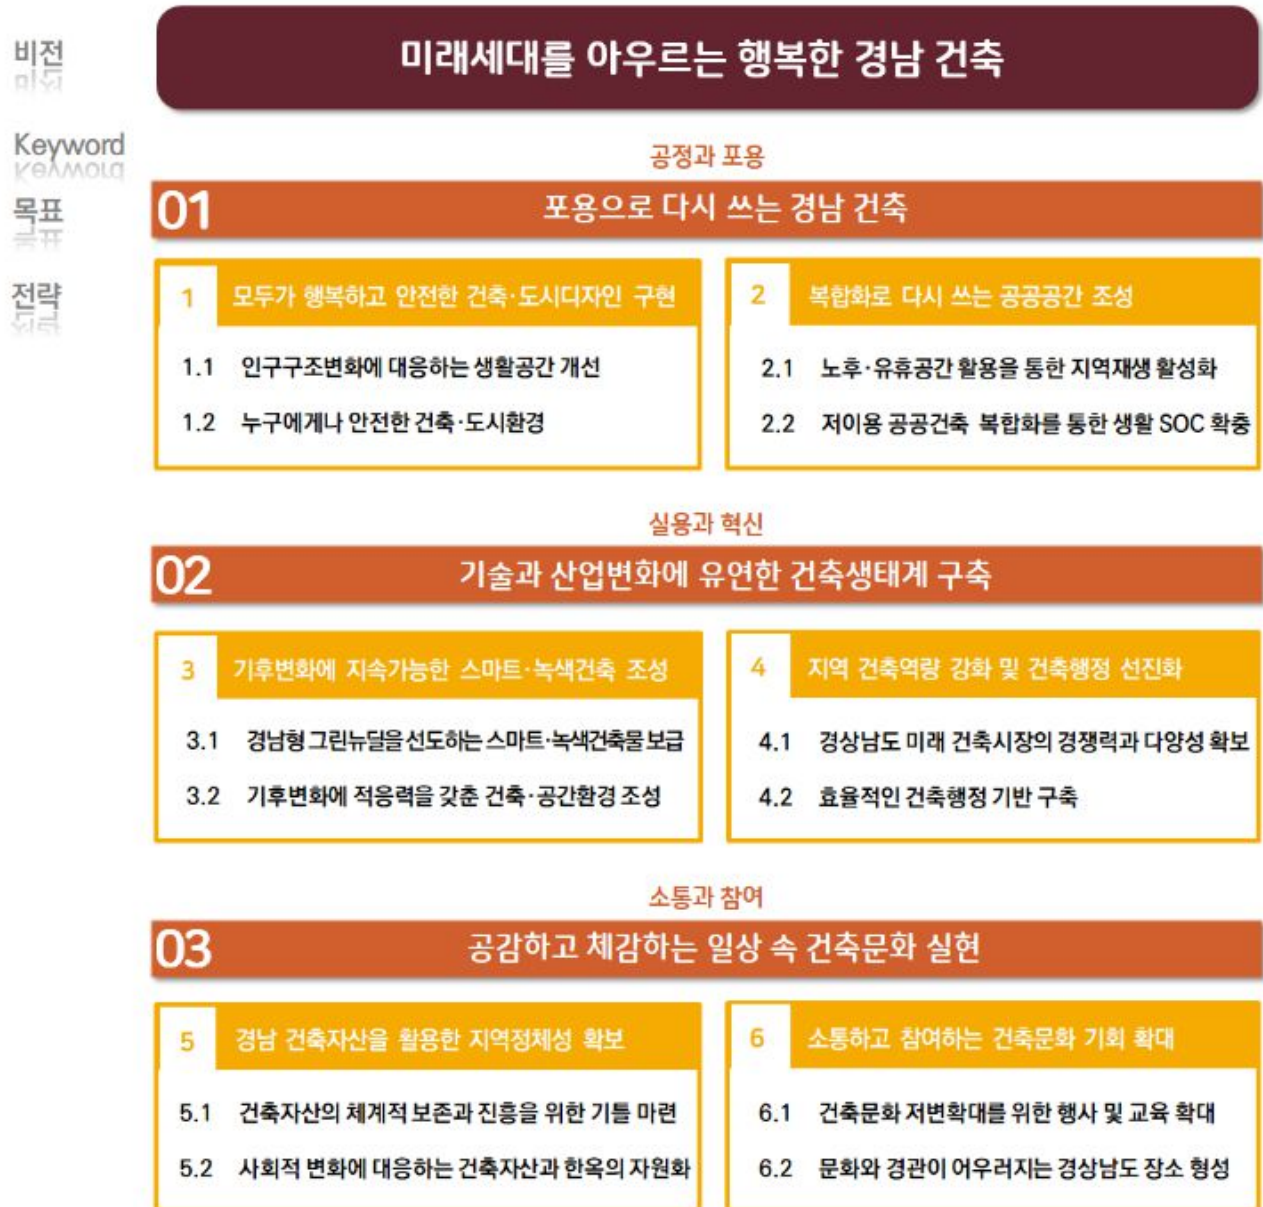 비전
미래세대를 아우르는 행복한 경남 건축
Keyword
공정과 포용
목표
01 포용으로 다시 쓰는 경남 건축
전략
1 모두가 행복하고 안전한 건축·도시디자인 구현
1.1 인구구조변화에 대응하는 생활공간 개선
1.2 누구에게나 안전한 건축·도시환경
2 복합화로 다시 쓰는 공공공간 조성
2.1 노후·유휴공간 활용을 통한 지역재생 활성화
2.2 저이용 공공건축 복합화를 통한 생활 SOC 확충
실용과 혁신
02 기술과 산업변화에 유연한 건축생태계 구축
3 기후변화에 지속가능한 스마트·녹색건축 조성
3.1 경남형 그린뉴딜을 선도하는 스마트·녹색건축물 보급
3.2 기후변화에 적응력을 갖춘 건축·공간환경 조성
4 지역 건축역량 강화 및 건축행정 선진화
4.1 경상남도 미래 건축시장의 경쟁력과 다양성 확보
4.2 효율적인 건축행정 기반 구축
소통과 참여
03 공감하고 체감하는 일상 속 건축문화 실현
5 경남 건축자산을 활용한 지역정체성 확보
5.1 건축자산의 체계적 보존과 진흥을 위한 기틀 마련
5.2 사회적 변화에 대응하는 건축자산과 한옥의 자원화
6 소통하고 참여하는 건축문화 기회 확대
6.1 건축문화 저변확대를 위한 행사 및 교육 확대
6.2 문화와 경관이 어우러지는 경상남도 장소 형성